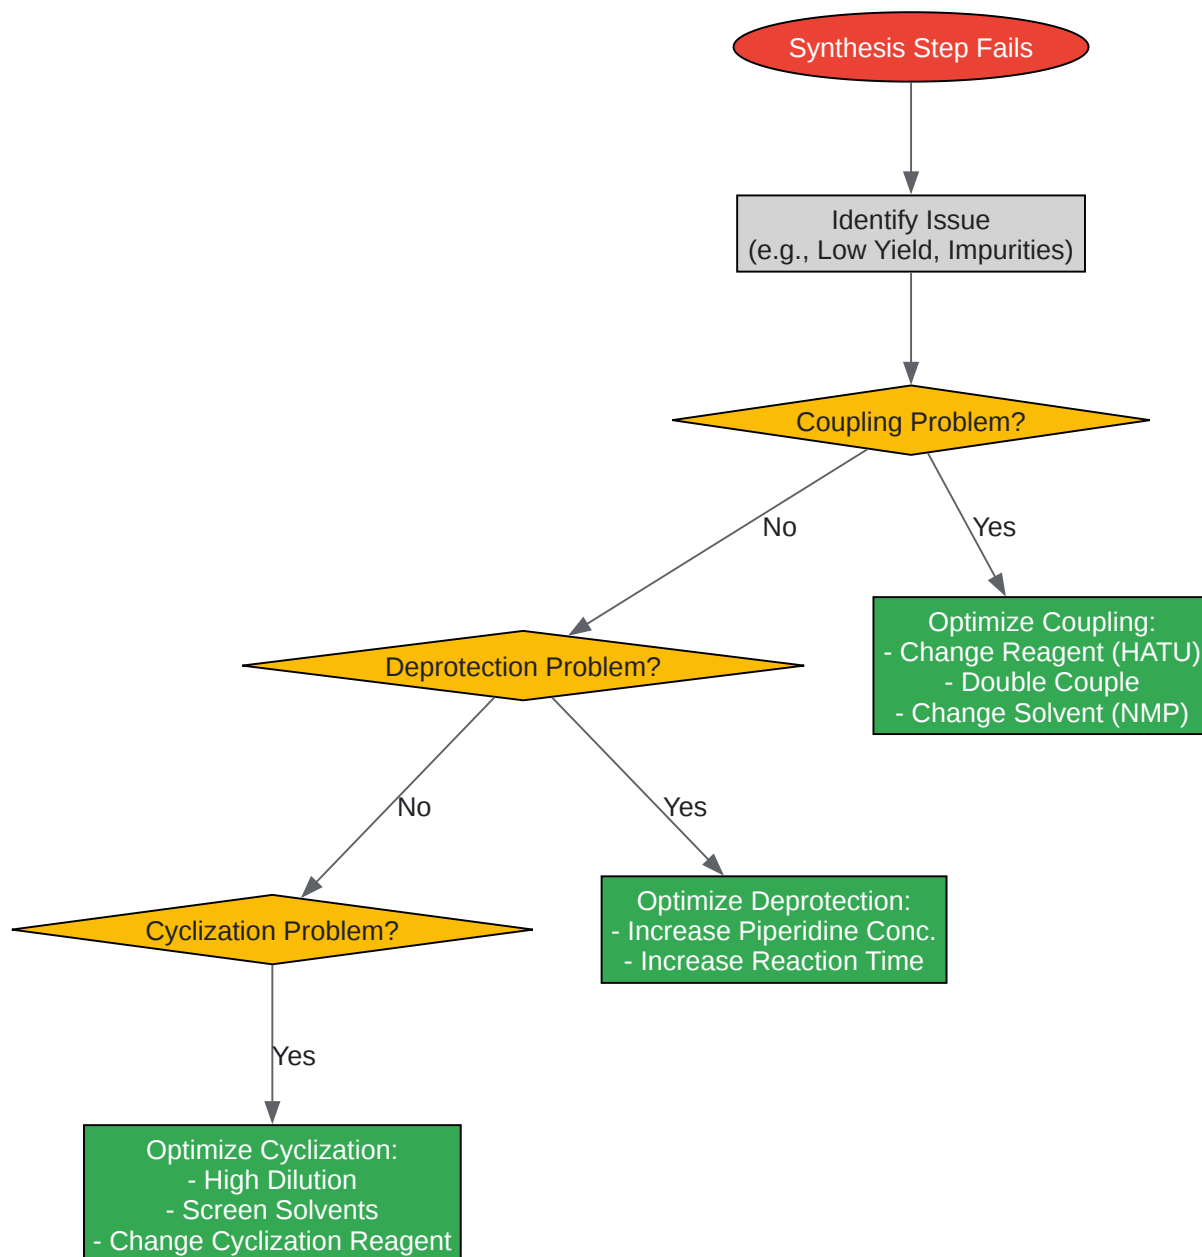 Synthesis Step Fails
Identify Issue
(e.g., Low Yield, Impurities)
Coupling Problem?
No
Yes
Optimize Coupling:
- Change Reagent (HATU)
- Double Couple
- Change Solvent (NMP)
Deprotection Problem?
No
Yes
Optimize Deprotection:
- Increase Piperidine Conc.
- Increase Reaction Time
Cyclization Problem?
Yes
Optimize Cyclization:
- High Dilution
- Screen Solvents
- Change Cyclization Reagent